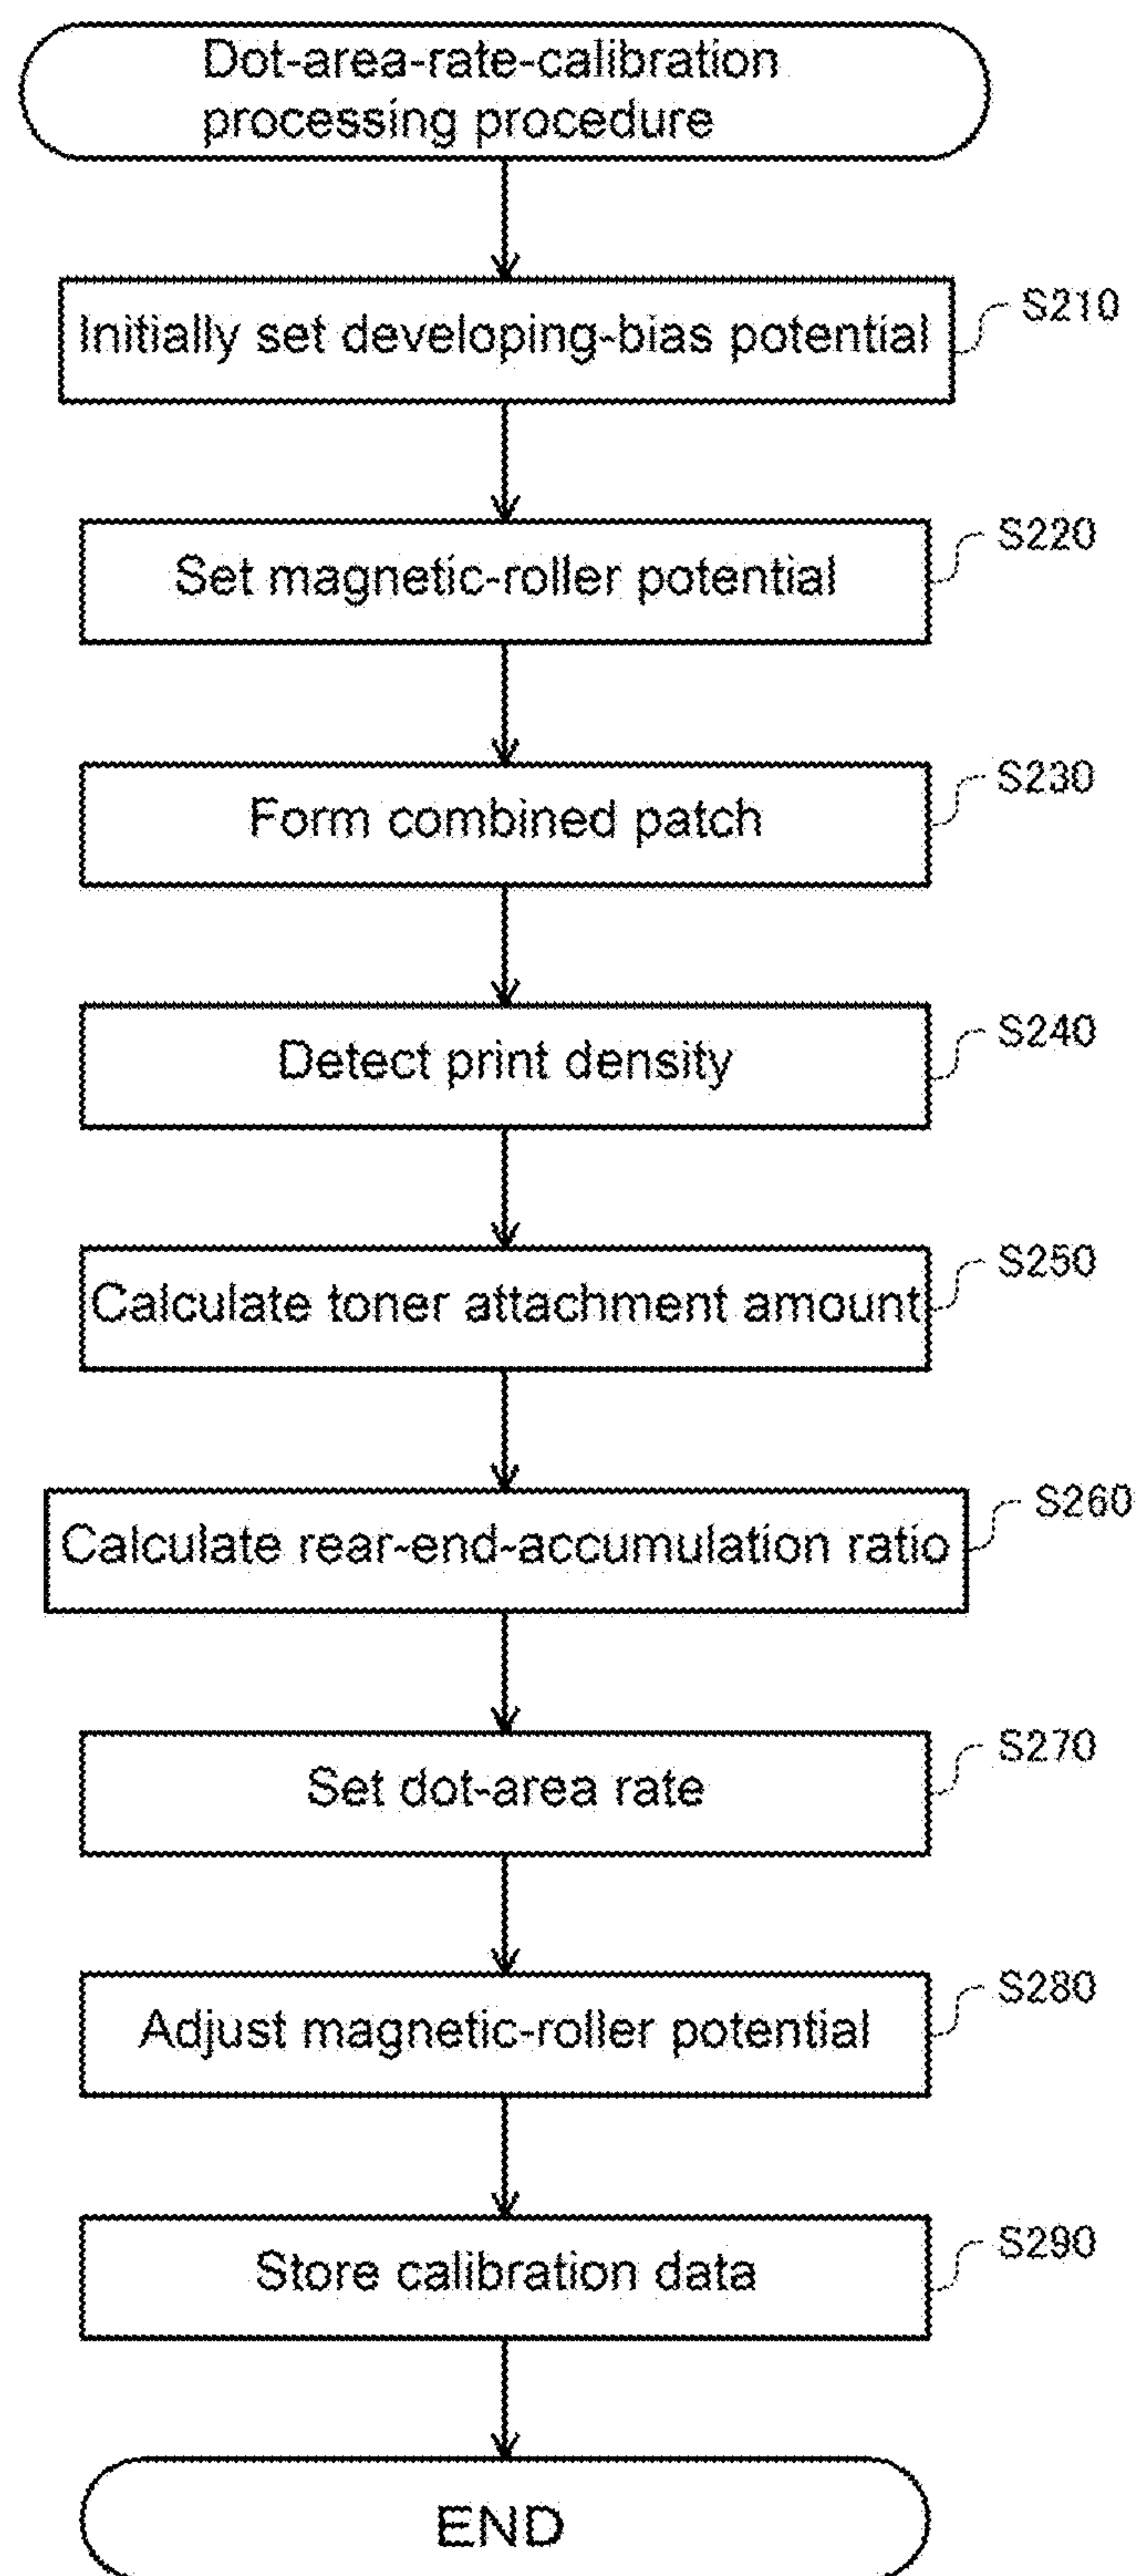 Dot-area-rate-calibration
processing procedure
Initially set developing-bias potential
S210
Set magnetic-roller potential
S220
Form combined patch
S230
Detect print density
S240
Calculate toner attachment amount
S250
Calculate rear-end-accumulation ratio
S260
Set dot-area rate
S270
Adjust magnetic-roller potential
S280
Store calibration data
S290
END